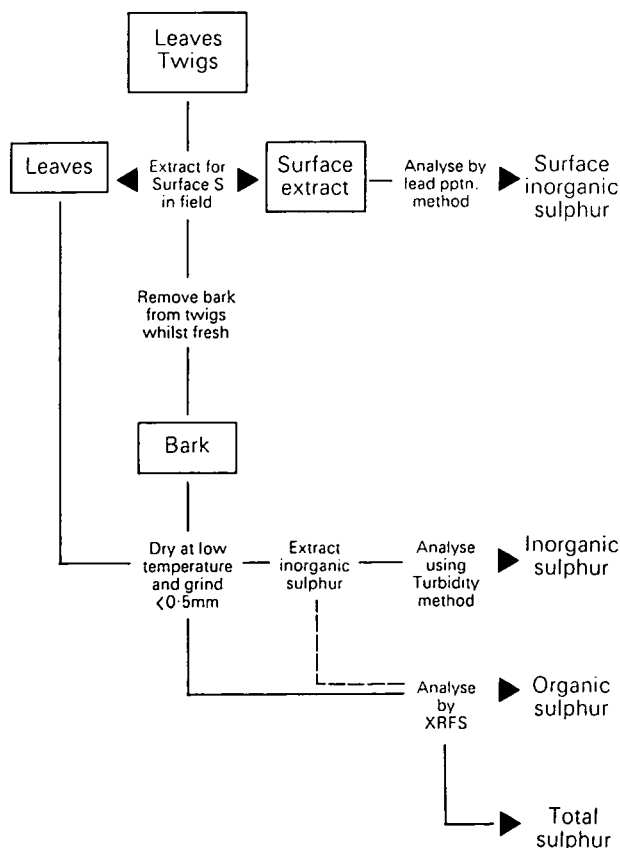 Leaves
Twigs
Leaves
Extract for
Surface S
in field
Surface
extract
Analyse by
lead pptn.
method
Surface
inorganic
sulphur
Remove bark
from twigs
whilst fresh
Bark
Dry at low
temperature
and grind
<0·5mm
Extract
inorganic
sulphur
Analyse
using
Turbidity
method
Inorganic
sulphur
Analyse
by
XRFS
Organic
sulphur
Total
sulphur